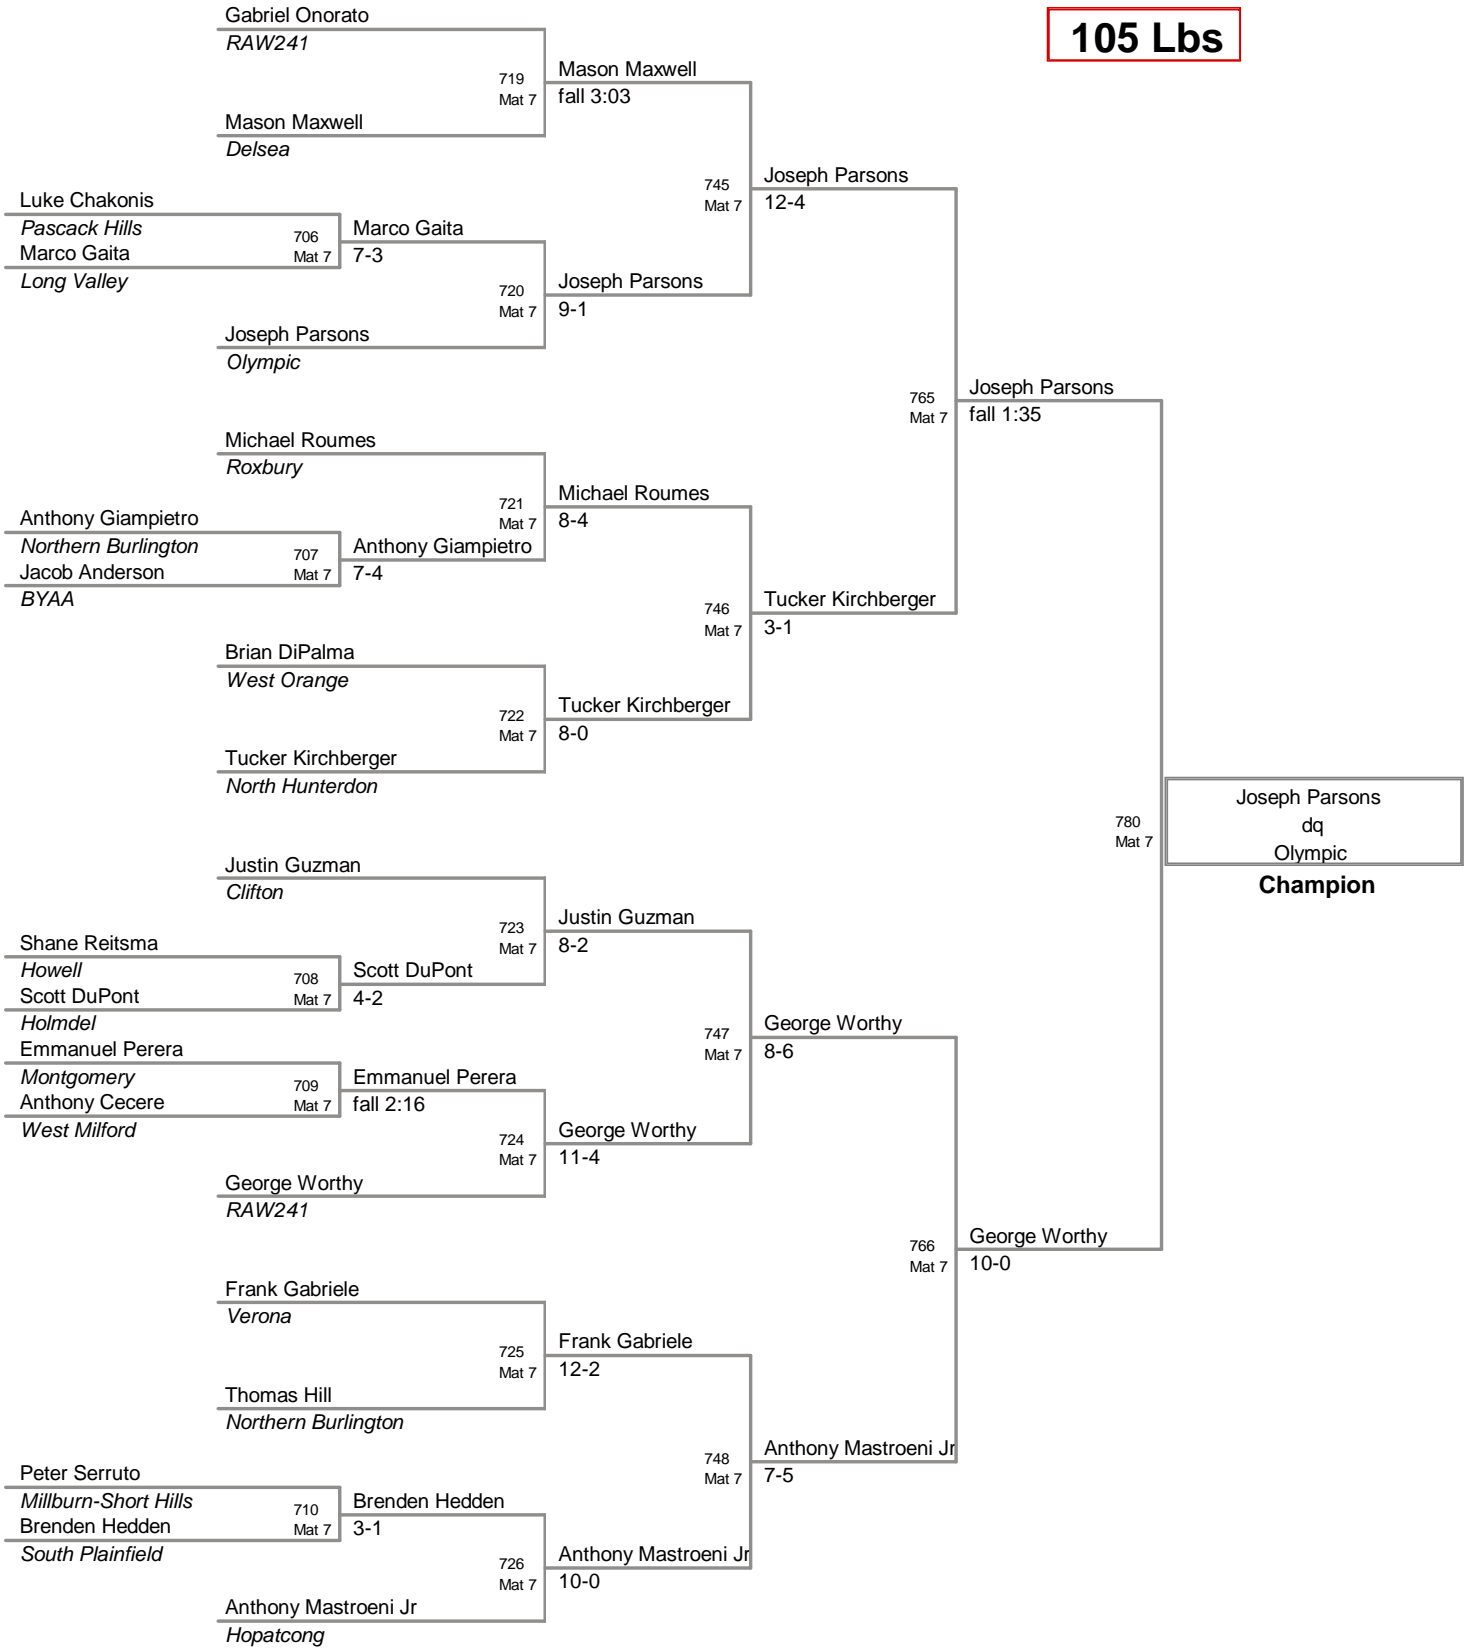 Gabriel Onorato
RAW241
105 Lbs
719
Mat 7
Mason Maxwell
fall 3:03
Mason Maxwell
Delsea
745
Mat 7
Joseph Parsons
12-4
Luke Chakonis
Pascack Hills
706
Mat 7
Marco Gaita
7-3
Marco Gaita
Long Valley
720
Mat 7
Joseph Parsons
9-1
Joseph Parsons
Olympic
765
Mat 7
Joseph Parsons
fall 1:35
Michael Roumes
Roxbury
721
Mat 7
Michael Roumes
8-4
Anthony Giampietro
Northern Burlington
707
Mat 7
Anthony Giampietro
7-4
Jacob Anderson
BYAA
746
Mat 7
Tucker Kirchberger
3-1
Brian DiPalma
West Orange
722
Mat 7
Tucker Kirchberger
8-0
Tucker Kirchberger
North Hunterdon
780
Mat 7
Joseph Parsons
dq
Olympic
Champion
Justin Guzman
Clifton
723
Mat 7
Justin Guzman
8-2
Shane Reitsma
Howell
708
Mat 7
Scott DuPont
4-2
Scott DuPont
Holmdel
747
Mat 7
George Worthy
8-6
Emmanuel Perera
Montgomery
709
Mat 7
Emmanuel Perera
fall 2:16
Anthony Cecere
West Milford
724
Mat 7
George Worthy
11-4
George Worthy
RAW241
766
Mat 7
George Worthy
10-0
Frank Gabriele
Verona
725
Mat 7
Frank Gabriele
12-2
Thomas Hill
Northern Burlington
748
Mat 7
Anthony Mastroeni Jr
7-5
Peter Serruto
Millburn-Short Hills
710
Mat 7
Brenden Hedden
3-1
Brenden Hedden
South Plainfield
726
Mat 7
Anthony Mastroeni Jr
10-0
Anthony Mastroeni Jr
Hopatcong